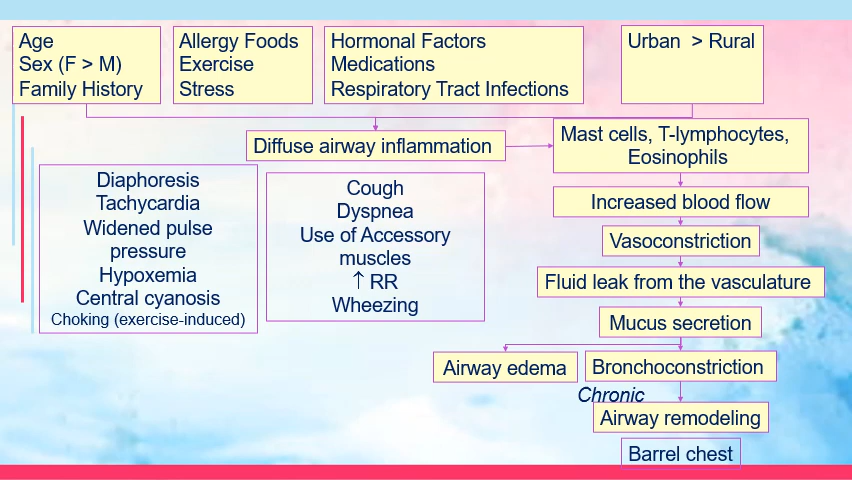 Age
Sex (F > M)
Family History
Allergy Foods
Exercise
Stress
Hormonal Factors
Medications
Respiratory Tract Infections
Urban > Rural
Diffuse airway inflammation
Mast cells, T-lymphocytes,
Eosinophils
Diaphoresis
Tachycardia
Widened pulse
pressure
Hypoxemia
Central cyanosis
Choking (exercise-induced)
Cough
Dyspnea
Use of Accessory
muscles
↑ RR
Wheezing
Increased blood flow
Vasoconstriction
Fluid leak from the vasculature
Mucus secretion
Airway edema
Bronchoconstriction
Chronic
Airway remodeling
Barrel chest